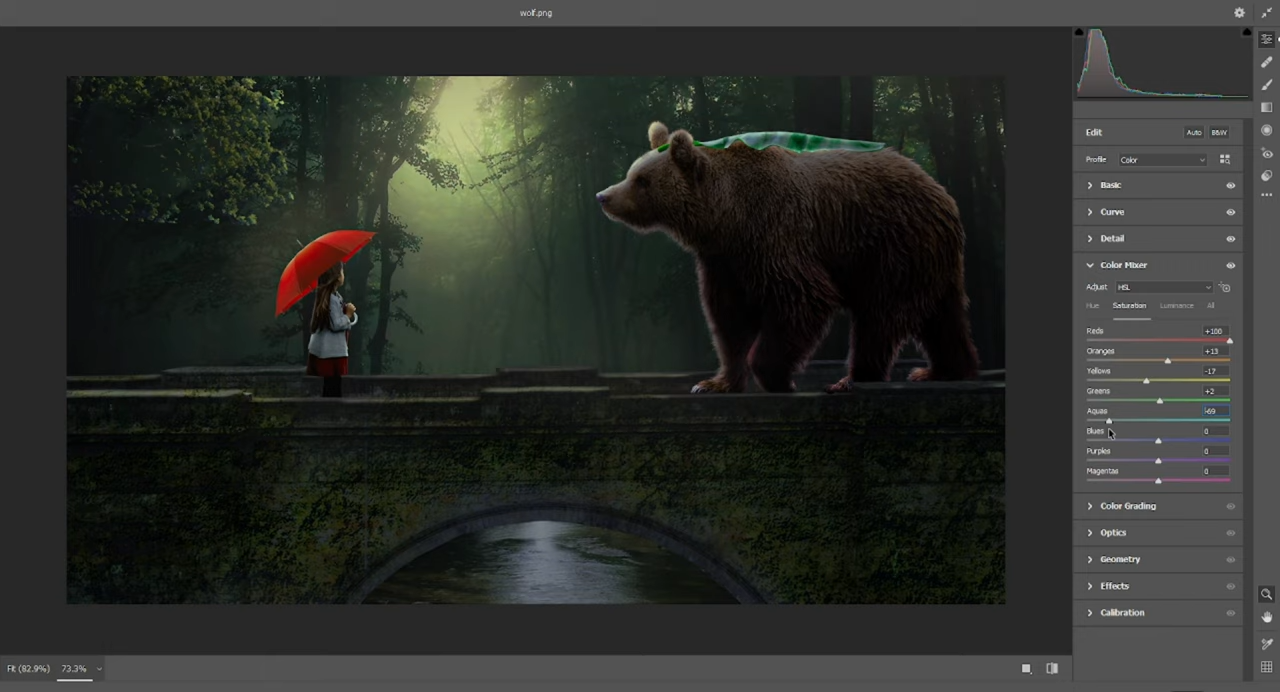 wolf.png
Edit Auto B&W
Profile Color
Basic
Curve
Detail
Color Mixer
Adjust HSL
Hue Saturation Luminance All
Reds +100
Oranges +13
Yellows -17
Greens +2
Aquas -69
Blues 0
Purples 0
Magentas 0
Color Grading
Optics
Geometry
Effects
Calibration
Fit (82.9%) 73.3%